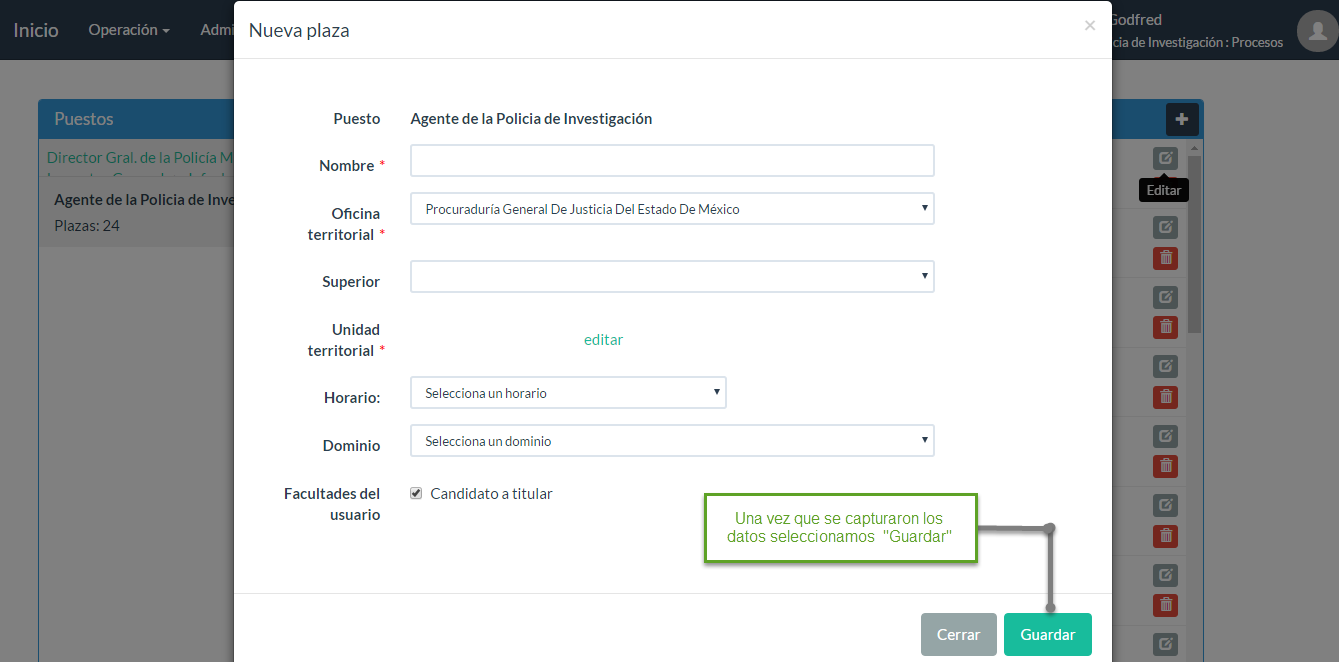 Inicio
Operación
Admi
Godfred
cia de Investigación : Procesos
Nueva plaza
×
Puestos
Director Gral. de la Policía M
Agente de la Policia de Inve
Plazas: 24
Editar
Puesto
Agente de la Policia de Investigación
Nombre *
Oficina
territorial *
Procuraduría General De Justicia Del Estado De México
Superior
Unidad
territorial *
editar
Horario:
Selecciona un horario
Dominio
Selecciona un dominio
Facultades del
usuario
Candidato a titular
Una vez que se capturaron los
datos seleccionamos "Guardar"
Cerrar
Guardar